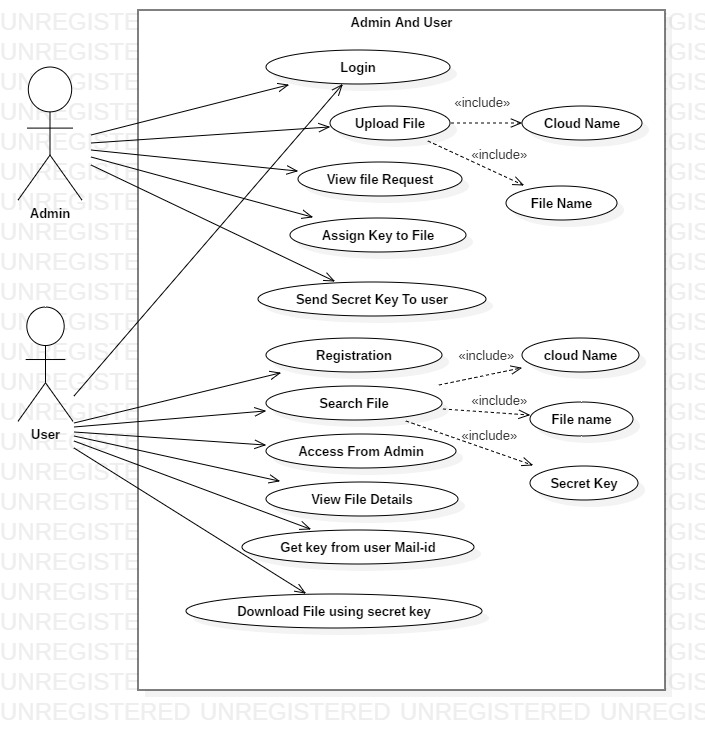 Admin And User
Login
Upload File
«include»
Cloud Name
«include»
View file Request
File Name
Admin
Assign Key to File
Send Secret Key To user
Registration
«include»
cloud Name
Search File
«include»
File name
User
«include»
Access From Admin
Secret Key
View File Details
Get key from user Mail-id
Download File using secret key
UNREGISTERED UNREGISTERED UNREGISTERED UNREGISTERED